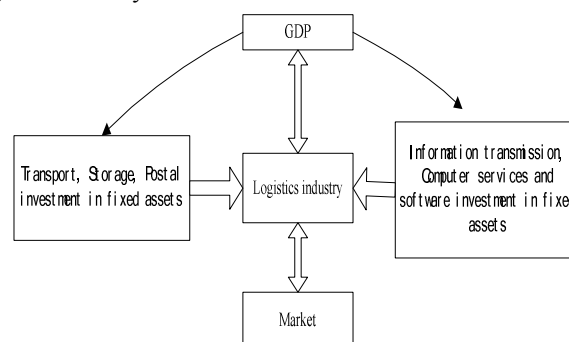 GDP
Transport, Storage, Postal
investment in fixed assets
Logistics industry
Information transmission,
Computer services and
software investment in fixe
assets
Market